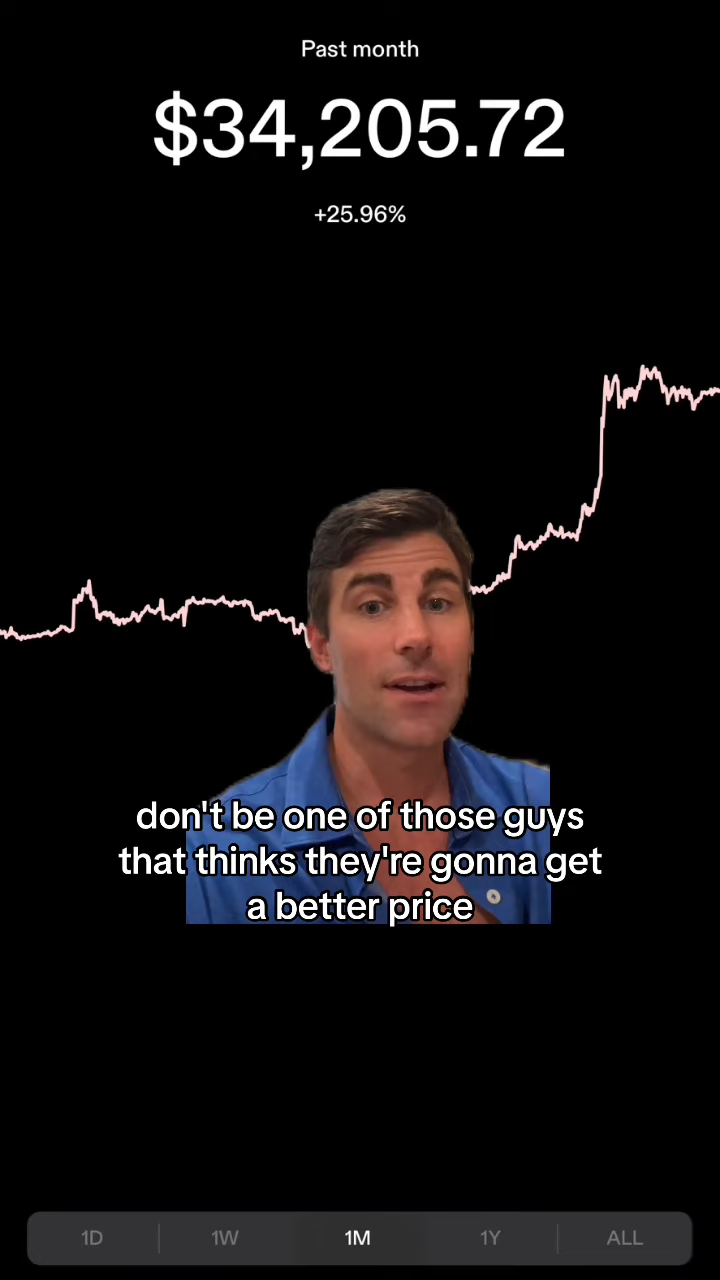 Past month
$34,205.72
+25.96%
don't be one of those guys
that thinks they're gonna get
a better price
1D 1W 1M 1Y ALL